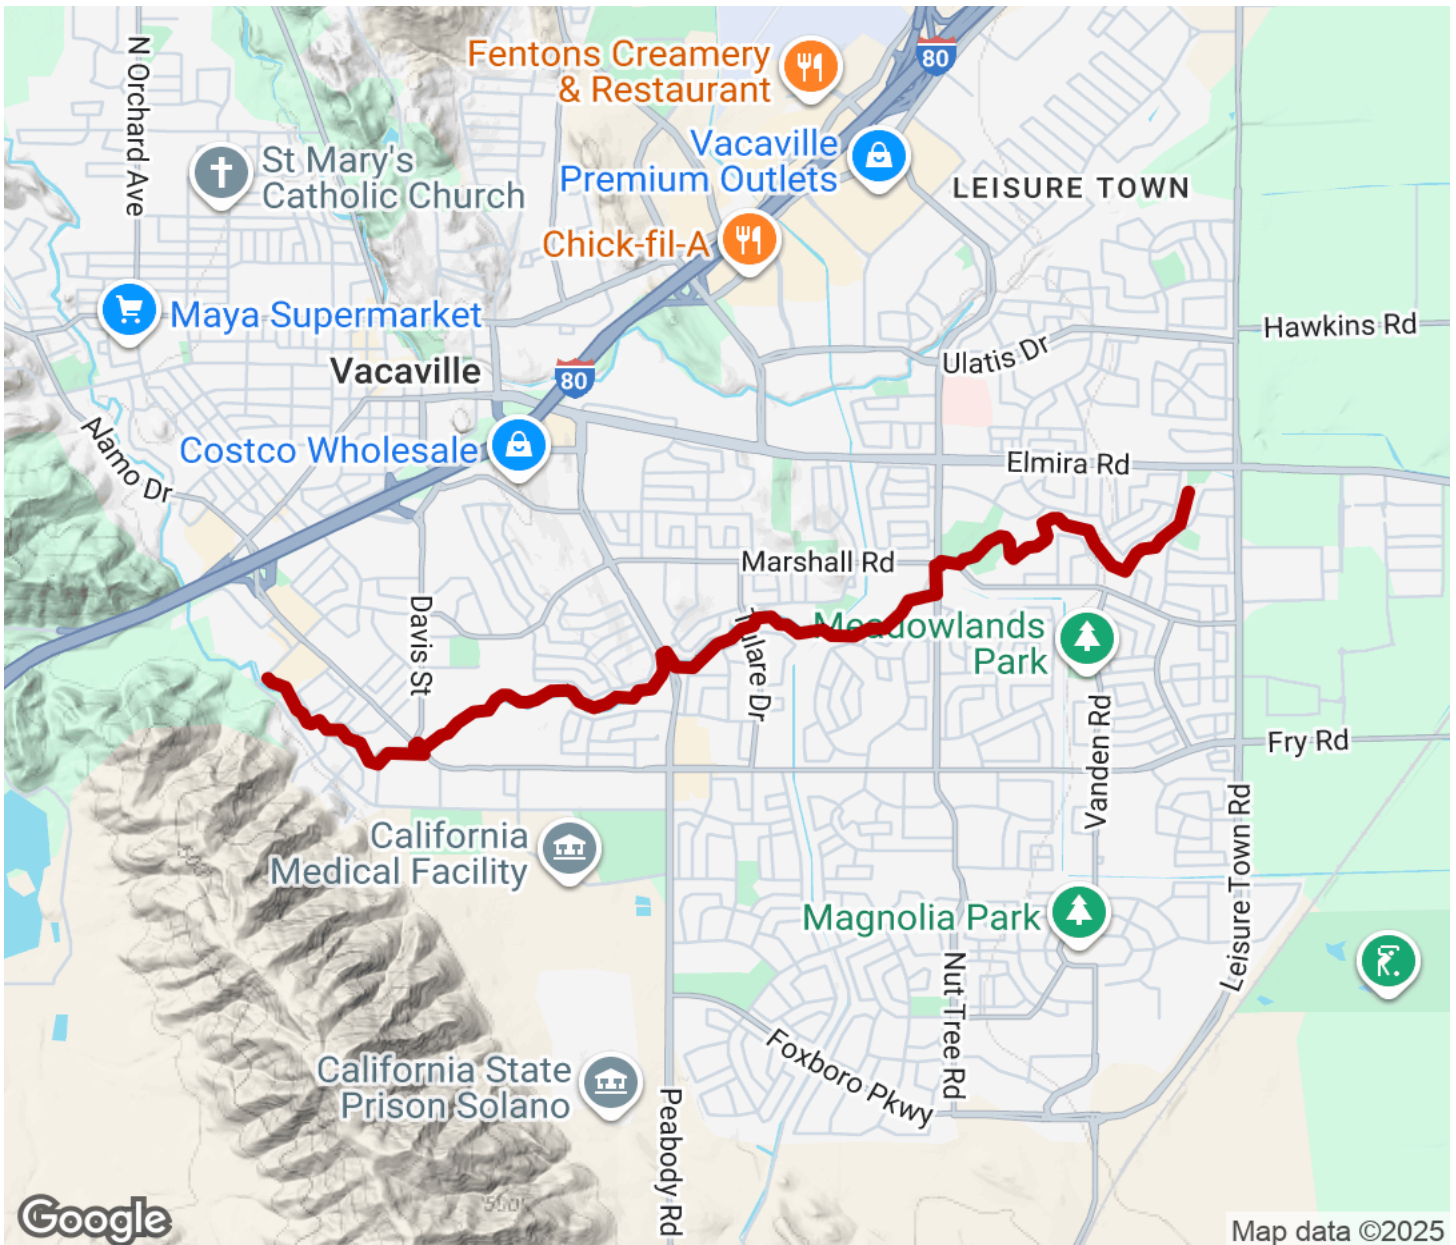 Fentons Creamery
& Restaurant
80
N Orchard Ave
St Mary's
Catholic Church
Vacaville
Premium Outlets
LEISURE TOWN
Chick-fil-A
Maya Supermarket
Hawkins Rd
Ulatis Dr
Vacaville
80
Alamo Dr
Costco Wholesale
Elmira Rd
Marshall Rd
Davis St
Tulare Dr
Meadowlands
Park
Vanden Rd
Fry Rd
California
Medical Facility
Leisure Town Rd
Magnolia Park
Nut Tree Rd
California State
Prison Solano
Foxboro Pkwy
Peabody Rd
Google
Map data ©2025